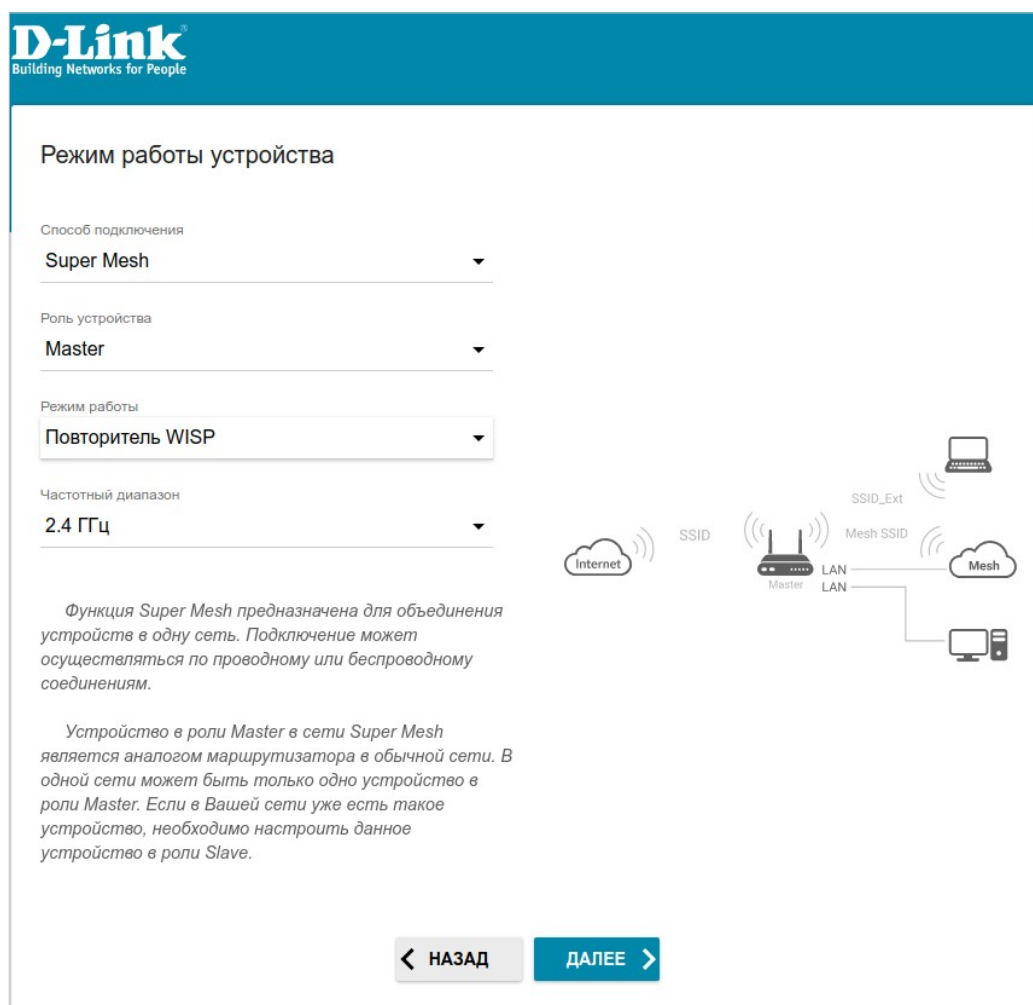 D-Link®
Building Networks for People
Режим работы устройства
Способ подключения
Super Mesh
Роль устройства
Master
Режим работы
Повторитель WISP
Частотный диапазон
2.4 ГГц
Функция Super Mesh предназначена для объединения
устройств в одну сеть. Подключение может
осуществляться по проводному или беспроводному
соединениям.
Устройство в роли Master в сети Super Mesh
является аналогом маршрутизатора в обычной сети. В
одной сети может быть только одно устройство в
роли Master. Если в Вашей сети уже есть такое
устройство, необходимо настроить данное
устройство в роли Slave.
Internet
SSID
SSID_Ext
Mesh SSID
Master
LAN
LAN
Mesh
НАЗАД
ДАЛЕЕ